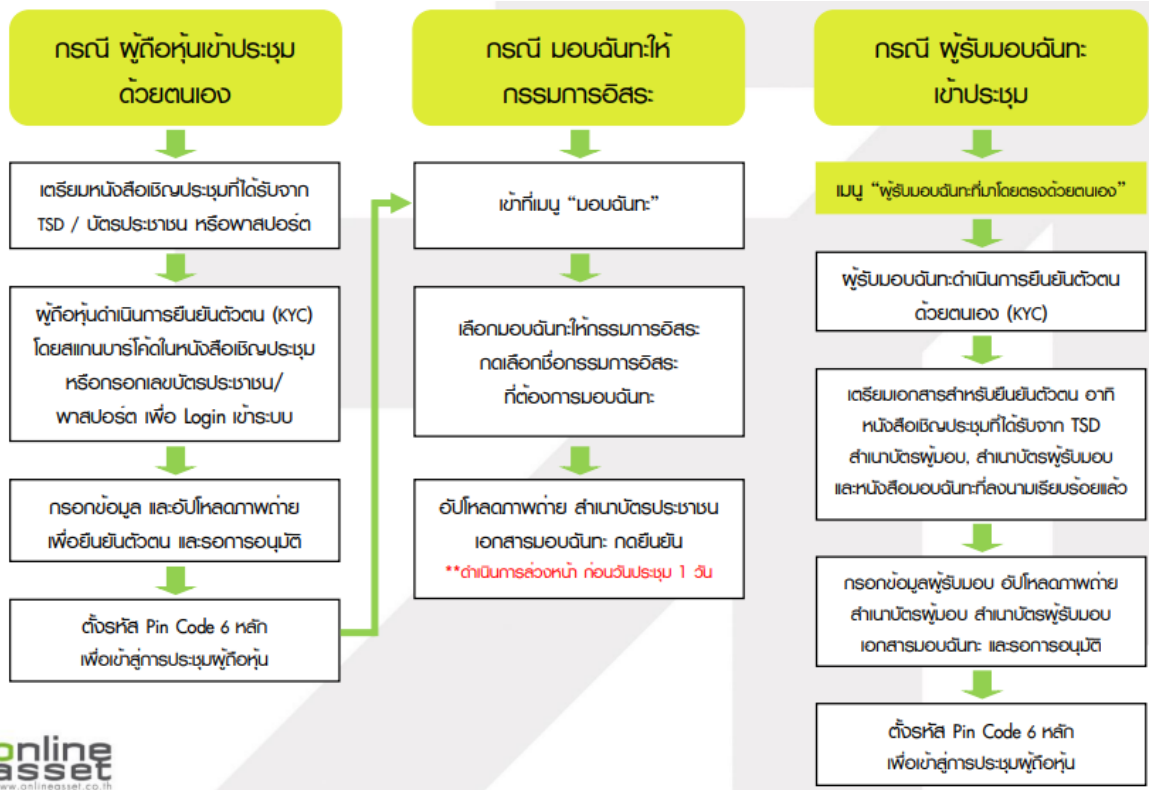 กรณี ผู้ถือหุ้นเข้าประชุม
ด้วยตนเอง
เตรียมหนังสือเชิญประชุมที่ได้รับจาก
TSD / บัตรประชาชน หรือพาสปอร์ต
ผู้ถือหุ้นดำเนินการยืนยันตัวตน (KYC)
โดยสแกนบาร์โค้ดในหนังสือเชิญประชุม
หรือกรอกเลขบัตรประชาชน/
พาสปอร์ต เพื่อ Login เข้าระบบ
กรอกข้อมูล และอัปโหลดภาพถ่าย
เพื่อยืนยันตัวตน และรอการอนุมัติ
ตั้งรหัส Pin Code 6 หลัก
เพื่อเข้าสู่การประชุมผู้ถือหุ้น
กรณี มอบฉันทะให้
กรรมการอิสระ
เข้าที่เมนู “มอบฉันทะ”
เลือกมอบฉันทะให้กรรมการอิสระ
กดเลือกชื่อกรรมการอิสระ
ที่ต้องการมอบฉันทะ
อัปโหลดภาพถ่าย สำเนาบัตรประชาชน
เอกสารมอบฉันทะ กดยืนยัน
**ดำเนินการล่วงหน้า ก่อนวันประชุม 1 วัน
กรณี ผู้รับมอบฉันทะ
เข้าประชุม
เมนู “ผู้รับมอบฉันทะที่มาโดยตรงด้วยตนเอง”
ผู้รับมอบฉันทะดำเนินการยืนยันตัวตน
ด้วยตนเอง (KYC)
เตรียมเอกสารสำหรับยืนยันตัวตน อาทิ
หนังสือเชิญประชุมที่ได้รับจาก TSD
สำเนาบัตรผู้มอบ, สำเนาบัตรผู้รับมอบ
และหนังสือมอบฉันทะที่ลงนามเรียบร้อยแล้ว
กรอกข้อมูลผู้รับมอบ อัปโหลดภาพถ่าย
สำเนาบัตรผู้มอบ สำเนาบัตรผู้รับมอบ
เอกสารมอบฉันทะ และรอการอนุมัติ
ตั้งรหัส Pin Code 6 หลัก
เพื่อเข้าสู่การประชุมผู้ถือหุ้น
online
asset
www.onlineasset.co.th